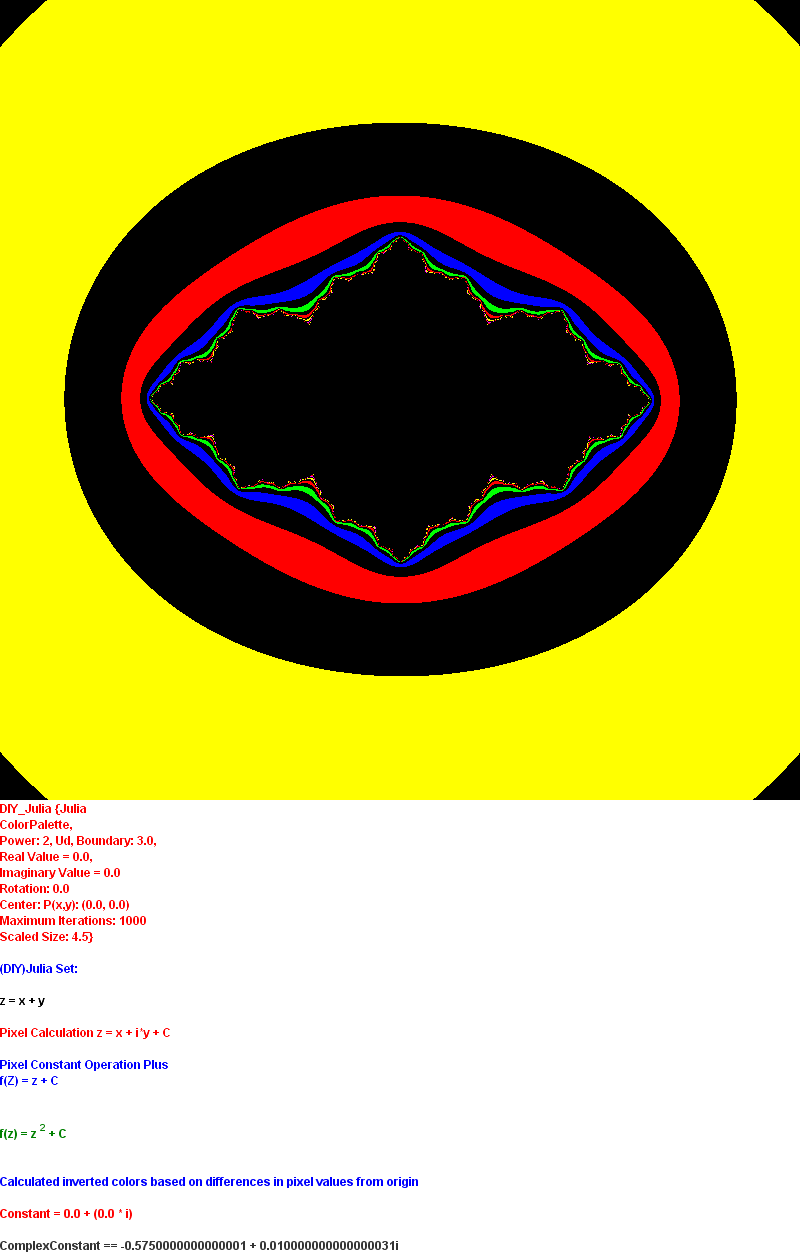 DIY_Julia {Julia
ColorPalette,
Power: 2, Ud, Boundary: 3.0,
Real Value = 0.0,
Imaginary Value = 0.0
Rotation: 0.0
Center: P(x,y): (0.0, 0.0)
Maximum Iterations: 1000
Scaled Size: 4.5}
(DIY)Julia Set:
z = x + y
Pixel Calculation z = x + i*y + C
Pixel Constant Operation Plus
f(Z) = z + C
f(z) = z ² + C
Calculated inverted colors based on differences in pixel values from origin
Constant = 0.0 + (0.0 * i)
ComplexConstant == -0.5750000000000001 + 0.010000000000000031i